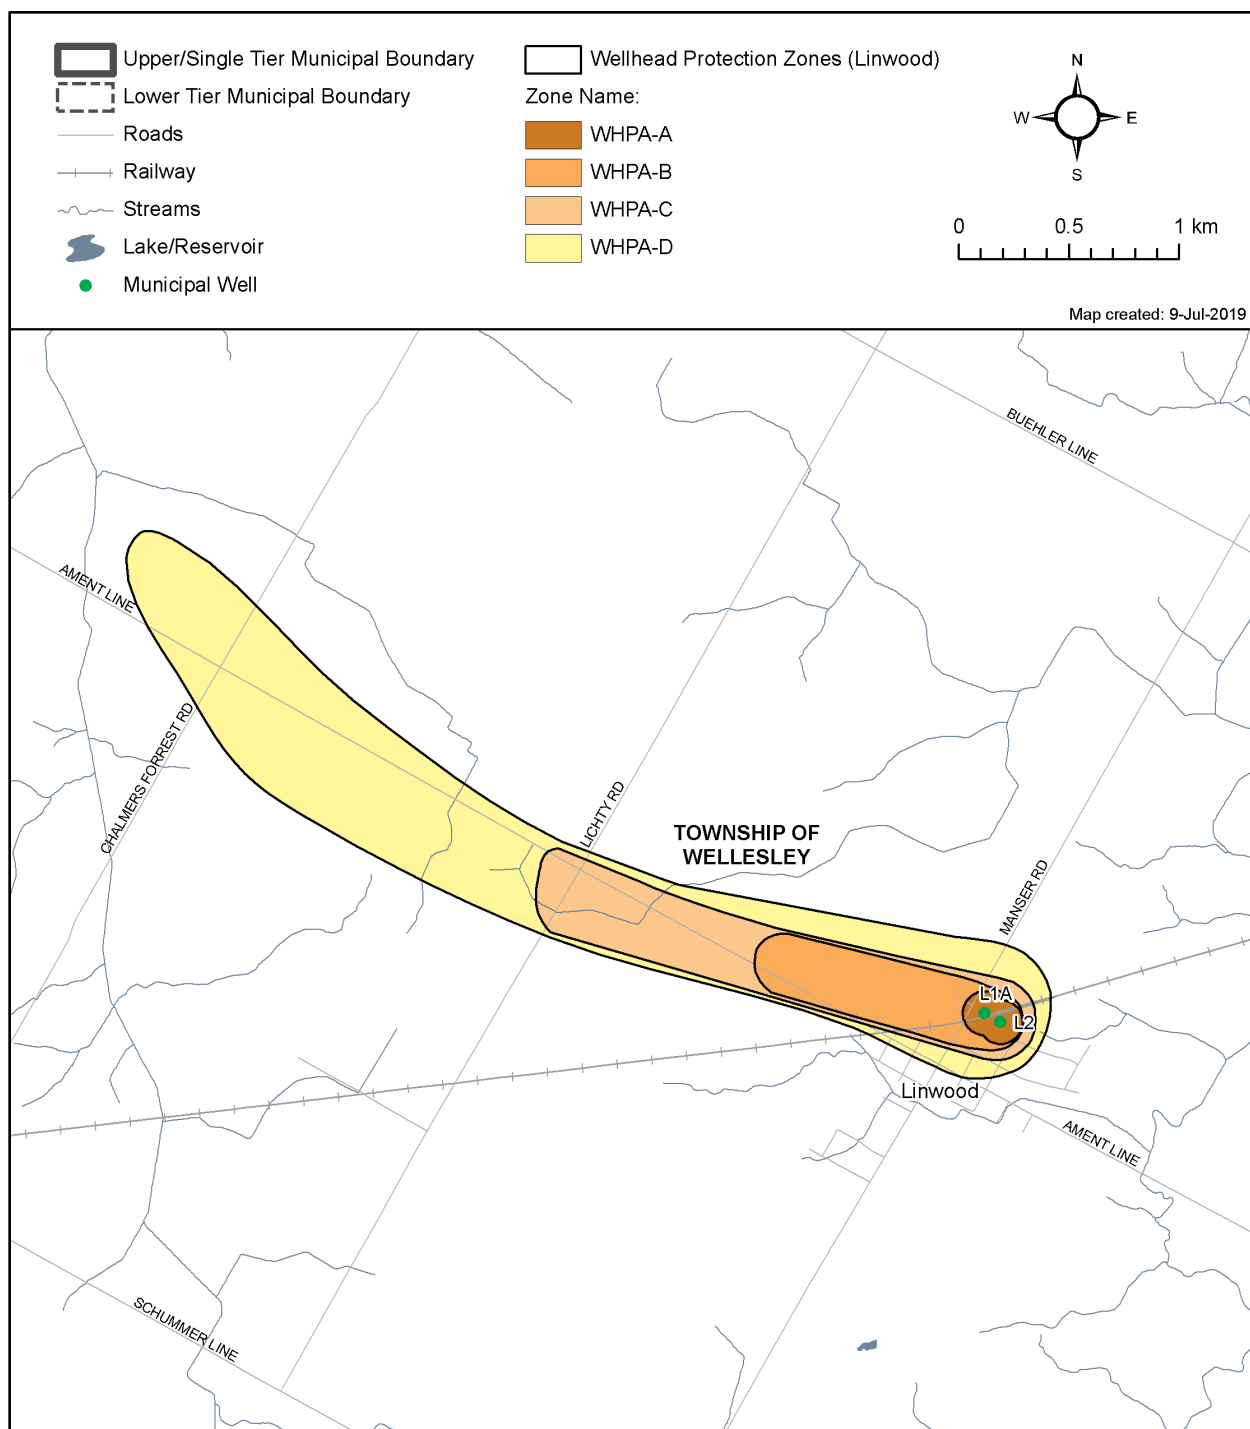 Upper/Single Tier Municipal Boundary
Lower Tier Municipal Boundary
Roads
Railway
Streams
Lake/Reservoir
Municipal Well
Wellhead Protection Zones (Linwood)
Zone Name:
WHPA-A
WHPA-B
WHPA-C
WHPA-D
N
W E
S
0 0.5 1 km
Map created: 9-Jul-2019
BUEHLER LINE
AMENT LINE
CHALMERS FORREST RD
LICHTY RD
TOWNSHIP OF
WELLESLEY
MANSER RD
L1A
L2
Linwood
AMENT LINE
SCHUMMER LINE